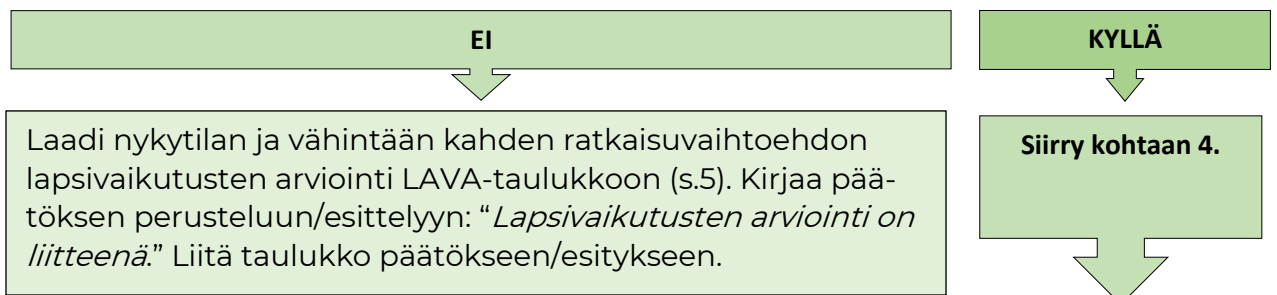 EI
KYLLÄ
Laadi nykytilan ja vähintään kahden ratkaisuvaihtoehdon
lapsivaikutusten arviointi LAVA-taulukkoon (s.5). Kirjaa pää-
töksen perusteluun/esittelyyn: “Lapsivaikutusten arviointi on
liitteenä.” Liitä taulukko päätökseen/esitykseen.
Siirry kohtaan 4.